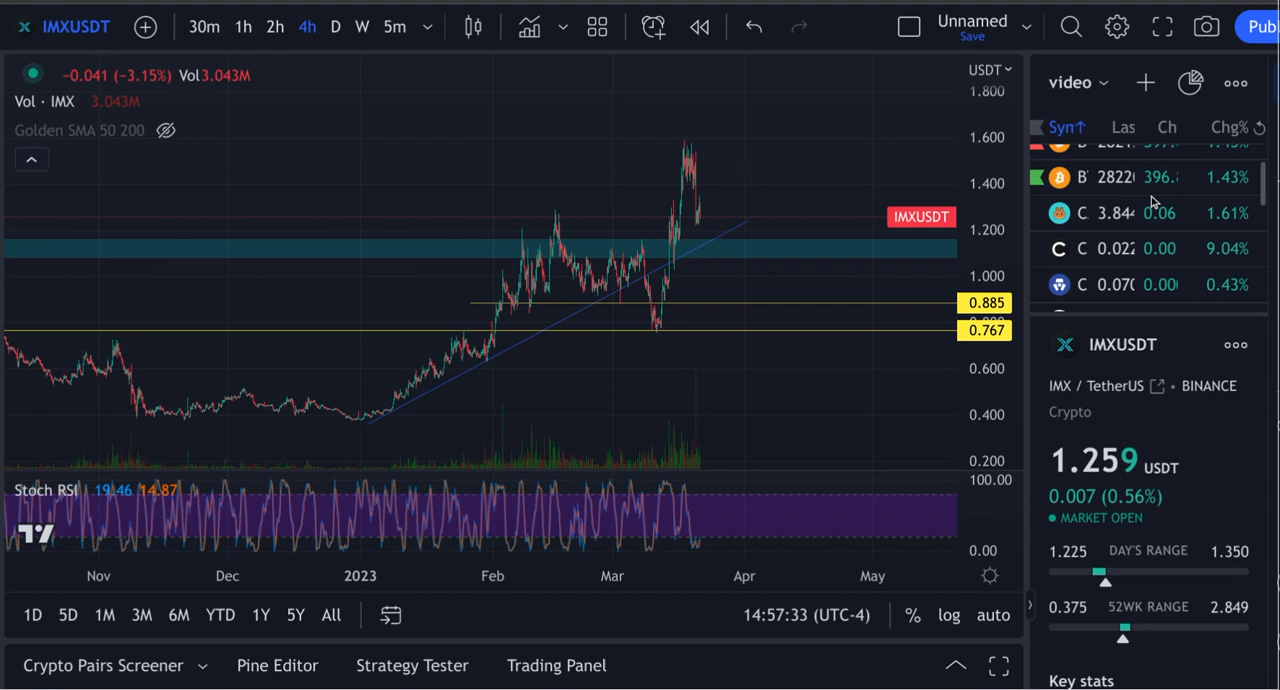 IMXUSDT 30m 1h 2h 4h D W 5m Unnamed Save Pub
−0.041 (−3.15%) Vol3.043M
Vol · IMX 3.043M
Golden SMA 50 200
USDT
1.800
1.600
1.400
IMXUSDT
1.200
1.000
0.885
0.767
0.600
0.400
0.200
Stoch RSI 19.46 14.87
100.00
0.00
Nov Dec 2023 Feb Mar Apr May
1D 5D 1M 3M 6M YTD 1Y 5Y All 14:57:33 (UTC-4) % log auto
Crypto Pairs Screener Pine Editor Strategy Tester Trading Panel
video
Sym Las Ch Chg%
B 2822 396. 1.43%
C 3.844 0.06 1.61%
C 0.022 0.00 9.04%
C 0.070 0.00 0.43%
IMXUSDT
IMX / TetherUS • BINANCE
Crypto
1.259 USDT
0.007 (0.56%)
MARKET OPEN
1.225 DAY'S RANGE 1.350
0.375 52WK RANGE 2.849
Key stats